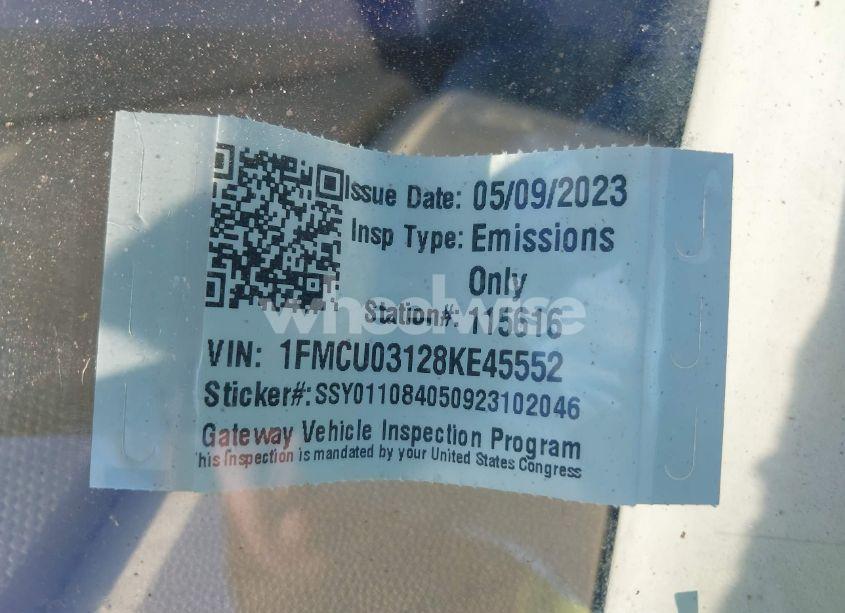 Issue Date: 05/09/2023
Insp Type: Emissions
Only
Station#: 115616
VIN: 1FMCU03128KE45552
Sticker#: SSY011084050923102046
Gateway Vehicle Inspection Program
his Inspection is mandated by your United States Congress
wheelwise